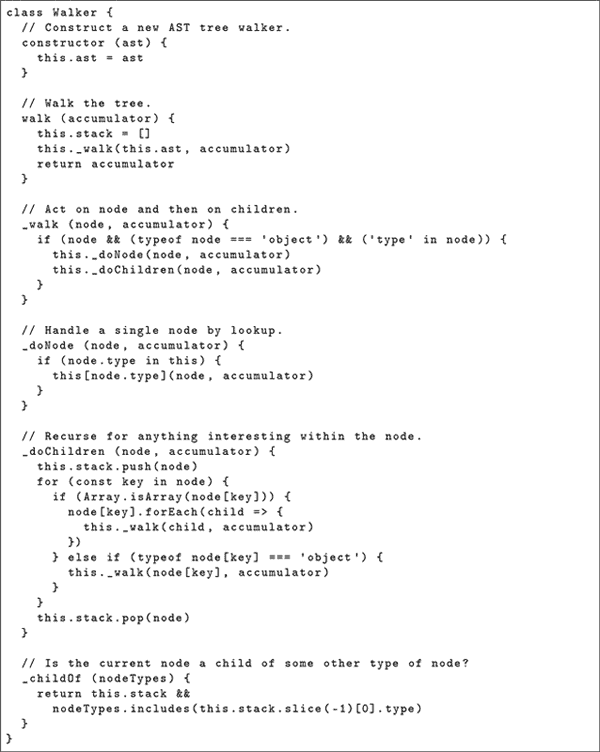 class Walker {
  // Construct a new AST tree walker.
  constructor (ast) {
    this.ast = ast
  }

  // Walk the tree.
  walk (accumulator) {
    this.stack = []
    this._walk(this.ast, accumulator)
    return accumulator
  }

  // Act on node and then on children.
  _walk (node, accumulator) {
    if (node && (typeof node === 'object') && ('type' in node)) {
      this._doNode(node, accumulator)
      this._doChildren(node, accumulator)
    }
  }

  // Handle a single node by lookup.
  _doNode (node, accumulator) {
    if (node.type in this) {
      this[node.type](node, accumulator)
    }
  }

  // Recurse for anything interesting within the node.
  _doChildren (node, accumulator) {
    this.stack.push(node)
    for (const key in node) {
      if (Array.isArray(node[key])) {
        node[key].forEach(child => {
          this._walk(child, accumulator)
        })
      } else if (typeof node[key] === 'object') {
        this._walk(node[key], accumulator)
      }
    }
    this.stack.pop(node)
  }

  // Is the current node a child of some other type of node?
  _childOf (nodeTypes) {
    return this.stack &&
      nodeTypes.includes(this.stack.slice(-1)[0].type)
  }
}